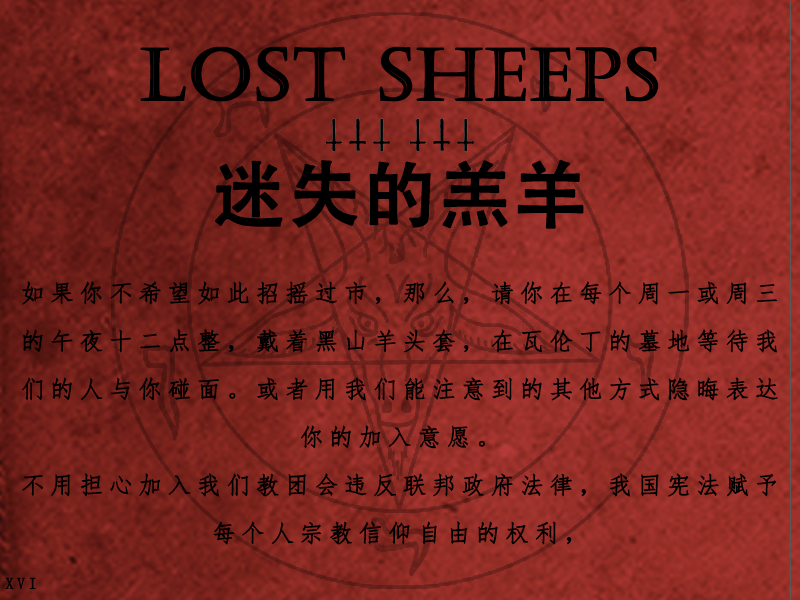 LOST SHEEPS
迷失的羔羊
如果你不希望如此招摇过市，那么，请你在每个周一或周三
的午夜十二点整，戴着黑山羊头套，在瓦伦丁的墓地等待我
们的人与你碰面。或者用我们能注意到的其他方式隐晦表达
你的加入意愿。
不用担心加入我们教团会违反联邦政府法律，我国宪法赋予
每个人宗教信仰自由的权利，
XVI